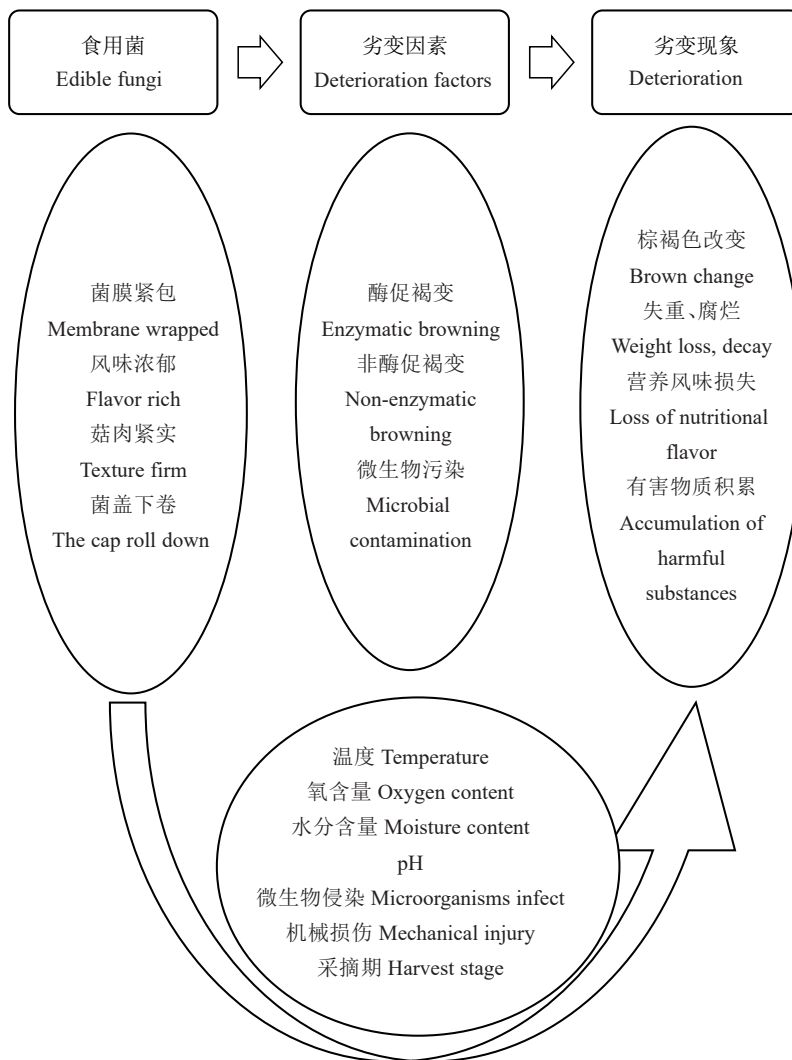 食用菌
Edible fungi
劣变因素
Deterioration factors
劣变现象
Deterioration
菌膜紧包
Membrane wrapped
风味浓郁
Flavor rich
菇肉紧实
Texture firm
菌盖下卷
The cap roll down
酶促褐变
Enzymatic browning
非酶促褐变
Non-enzymatic
browning
微生物污染
Microbial
contamination
棕褐色改变
Brown change
失重、腐烂
Weight loss, decay
营养风味损失
Loss of nutritional
flavor
有害物质积累
Accumulation of
harmful
substances
温度 Temperature
氧含量 Oxygen content
水分含量 Moisture content
pH
微生物侵染 Microorganisms infect
机械损伤 Mechanical injury
采摘期 Harvest stage